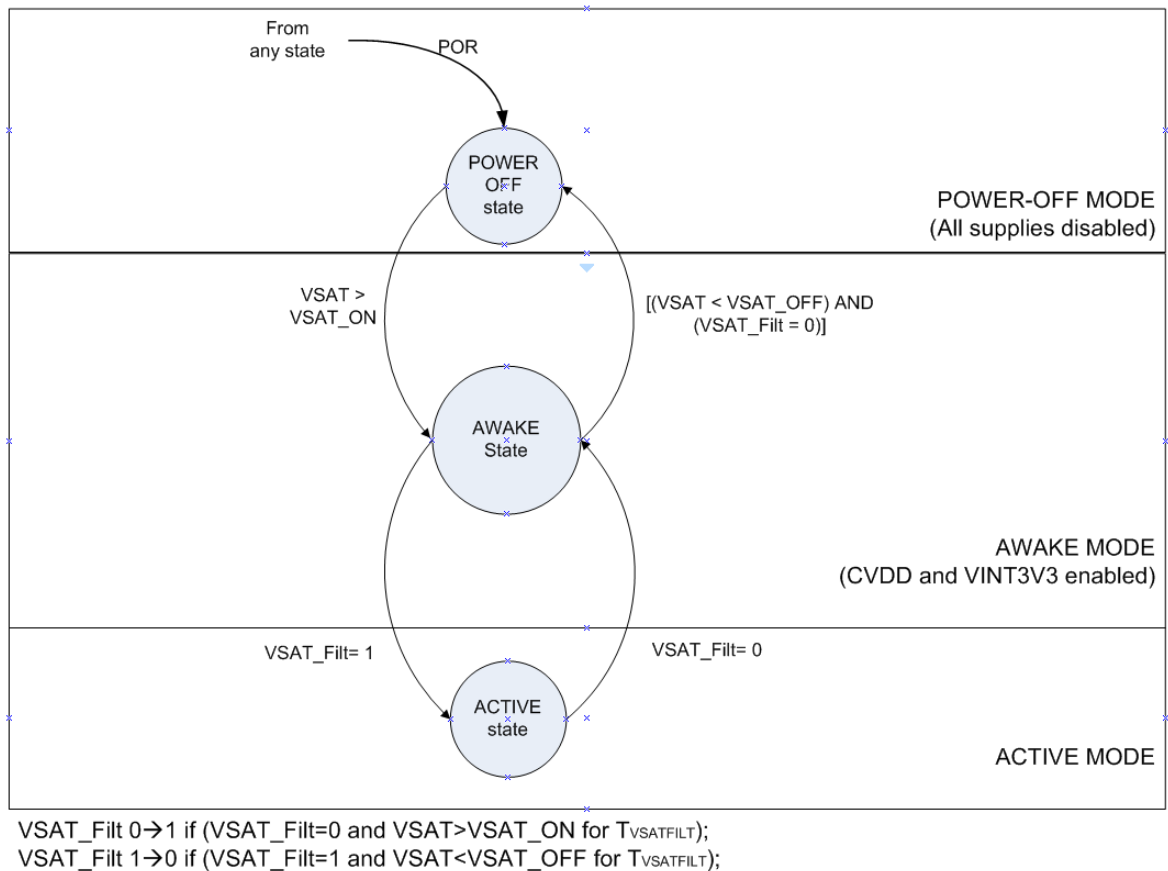 From
any state
POR
POWER
OFF
state
POWER-OFF MODE
(All supplies disabled)
VSAT >
VSAT_ON
[(VSAT < VSAT_OFF) AND
(VSAT_Filt = 0)]
AWAKE
State
AWAKE MODE
(CVDD and VINT3V3 enabled)
VSAT_Filt= 1
VSAT_Filt= 0
ACTIVE
state
ACTIVE MODE
VSAT_Filt 0→1 if (VSAT_Filt=0 and VSAT>VSAT_ON for TVSATFILT);
VSAT_Filt 1→0 if (VSAT_Filt=1 and VSAT<VSAT_OFF for TVSATFILT);